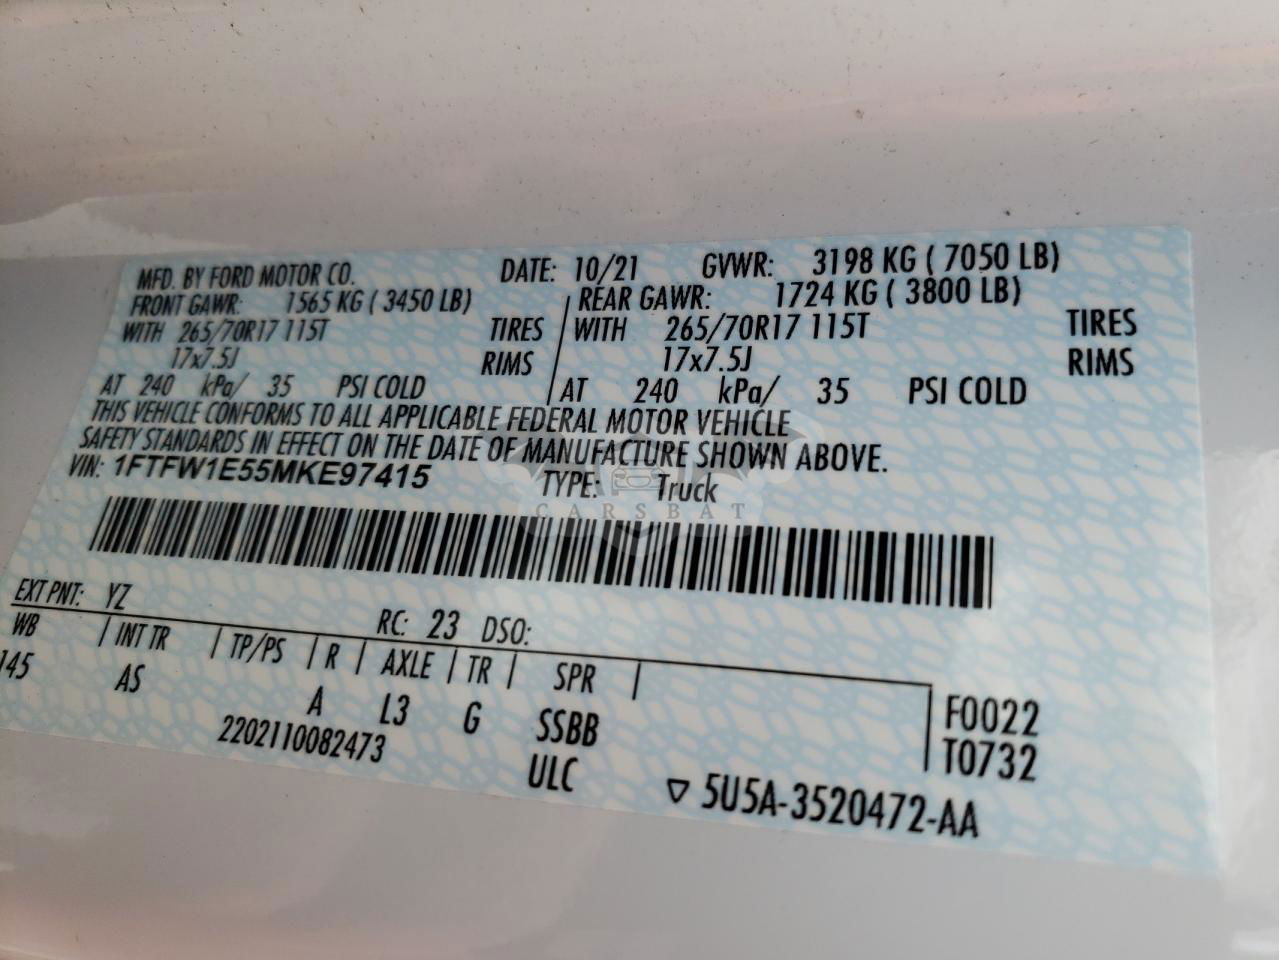 MFD. BY FORD MOTOR CO. DATE: 10/21 GVWR: 3198 KG ( 7050 LB)
FRONT GAWR: 1565 KG ( 3450 LB) REAR GAWR: 1724 KG ( 3800 LB)
WITH 265/70R17 115T TIRES WITH 265/70R17 115T TIRES
17x7.5J RIMS 17x7.5J RIMS
AT 240 kPa/ 35 PSI COLD AT 240 kPa/ 35 PSI COLD
THIS VEHICLE CONFORMS TO ALL APPLICABLE FEDERAL MOTOR VEHICLE
SAFETY STANDARDS IN EFFECT ON THE DATE OF MANUFACTURE SHOWN ABOVE.
VIN: 1FTFW1E55MKE97415 TYPE: Truck
CARSBAT
EXT PNT: YZ RC: 23 DSO:
WB INT TR TP/PS R AXLE TR SPR
145 AS A L3 G SSBB F0022
2202110082473 ULC T0732
5U5A-3520472-AA